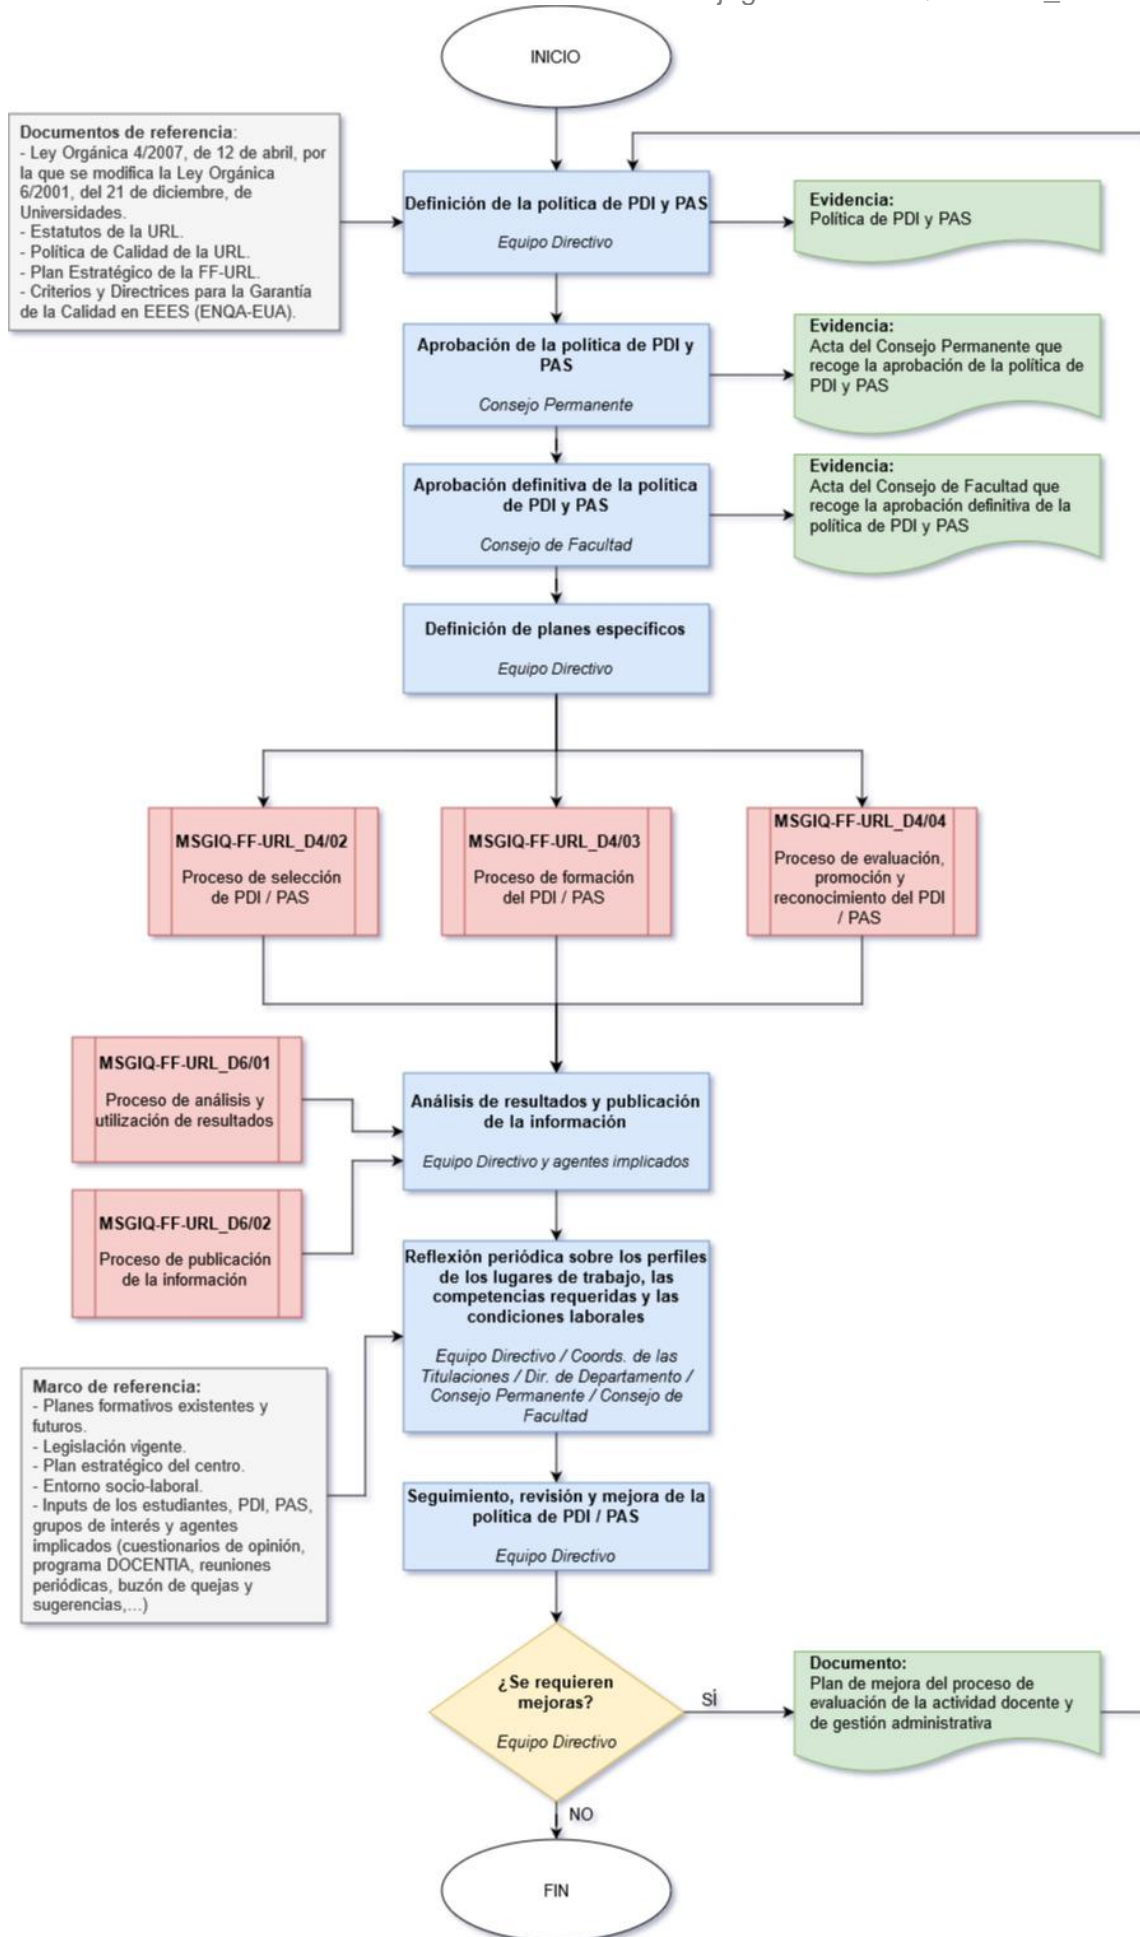 INICIO
Documentos de referencia:
- Ley Orgánica 4/2007, de 12 de abril, por
la que se modifica la Ley Orgánica
6/2001, del 21 de diciembre, de
Universidades.
- Estatutos de la URL.
- Política de Calidad de la URL.
- Plan Estratégico de la FF-URL.
- Criterios y Directrices para la Garantía
de la Calidad en EEES (ENQA-EUA).
Definición de la política de PDI y PAS
Equipo Directivo
Evidencia:
Política de PDI y PAS
Aprobación de la política de PDI y
PAS
Consejo Permanente
Evidencia:
Acta del Consejo Permanente que
recoge la aprobación de la política de
PDI y PAS
Aprobación definitiva de la política
de PDI y PAS
Consejo de Facultad
Evidencia:
Acta del Consejo de Facultad que
recoge la aprobación definitiva de la
política de PDI y PAS
Definición de planes específicos
Equipo Directivo
MSGIQ-FF-URL_D4/02
Proceso de selección
de PDI / PAS
MSGIQ-FF-URL_D4/03
Proceso de formación
del PDI / PAS
MSGIQ-FF-URL_D4/04
Proceso de evaluación,
promoción y
reconocimiento del PDI
/ PAS
MSGIQ-FF-URL_D6/01
Proceso de análisis y
utilización de resultados
Análisis de resultados y publicación
de la información
Equipo Directivo y agentes implicados
MSGIQ-FF-URL_D6/02
Proceso de publicación
de la información
Reflexión periódica sobre los perfiles
de los lugares de trabajo, las
competencias requeridas y las
condiciones laborales
Equipo Directivo / Coords. de las
Titulaciones / Dir. de Departamento /
Consejo Permanente / Consejo de
Facultad
Marco de referencia:
- Planes formativos existentes y
futuros.
- Legislación vigente.
- Plan estratégico del centro.
- Entorno socio-laboral.
- Inputs de los estudiantes, PDI, PAS,
grupos de interés y agentes
implicados (cuestionarios de opinión,
programa DOCENTIA, reuniones
periódicas, buzón de quejas y
sugerencias,...)
Seguimiento, revisión y mejora de la
política de PDI / PAS
Equipo Directivo
¿Se requieren
mejoras?
Equipo Directivo
SÍ
Documento:
Plan de mejora del proceso de
evaluación de la actividad docente y
de gestión administrativa
NO
FIN